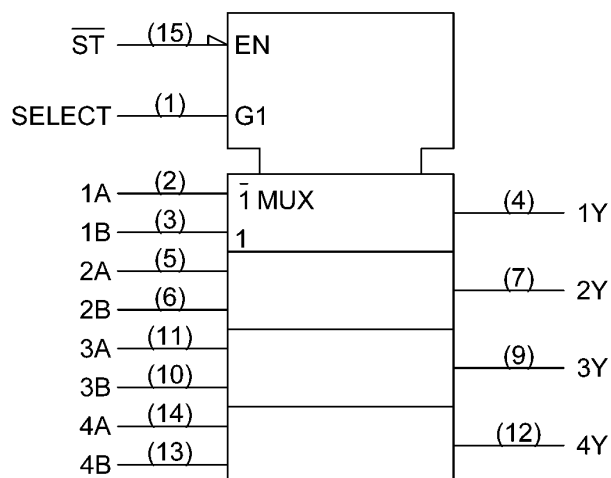 S̅T̅ (15) EN
SELECT (1) G1
1A (2) 1̅ MUX (4) 1Y
1B (3) 1
2A (5) (7) 2Y
2B (6)
3A (11) (9) 3Y
3B (10)
4A (14) (12) 4Y
4B (13)